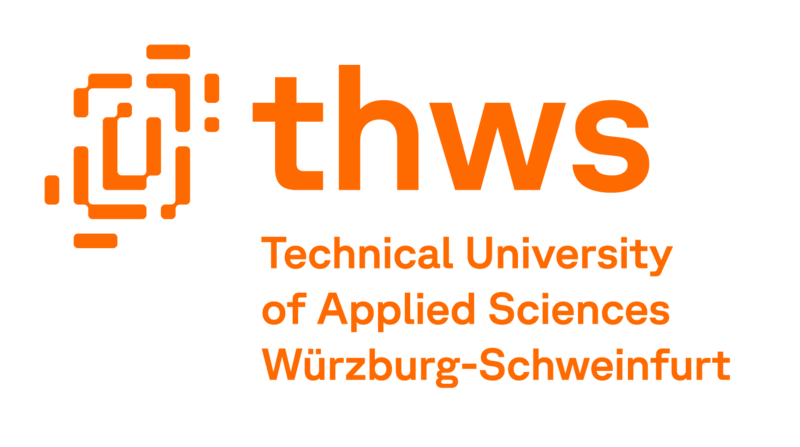 thws
Technical University
of Applied Sciences
Würzburg-Schweinfurt